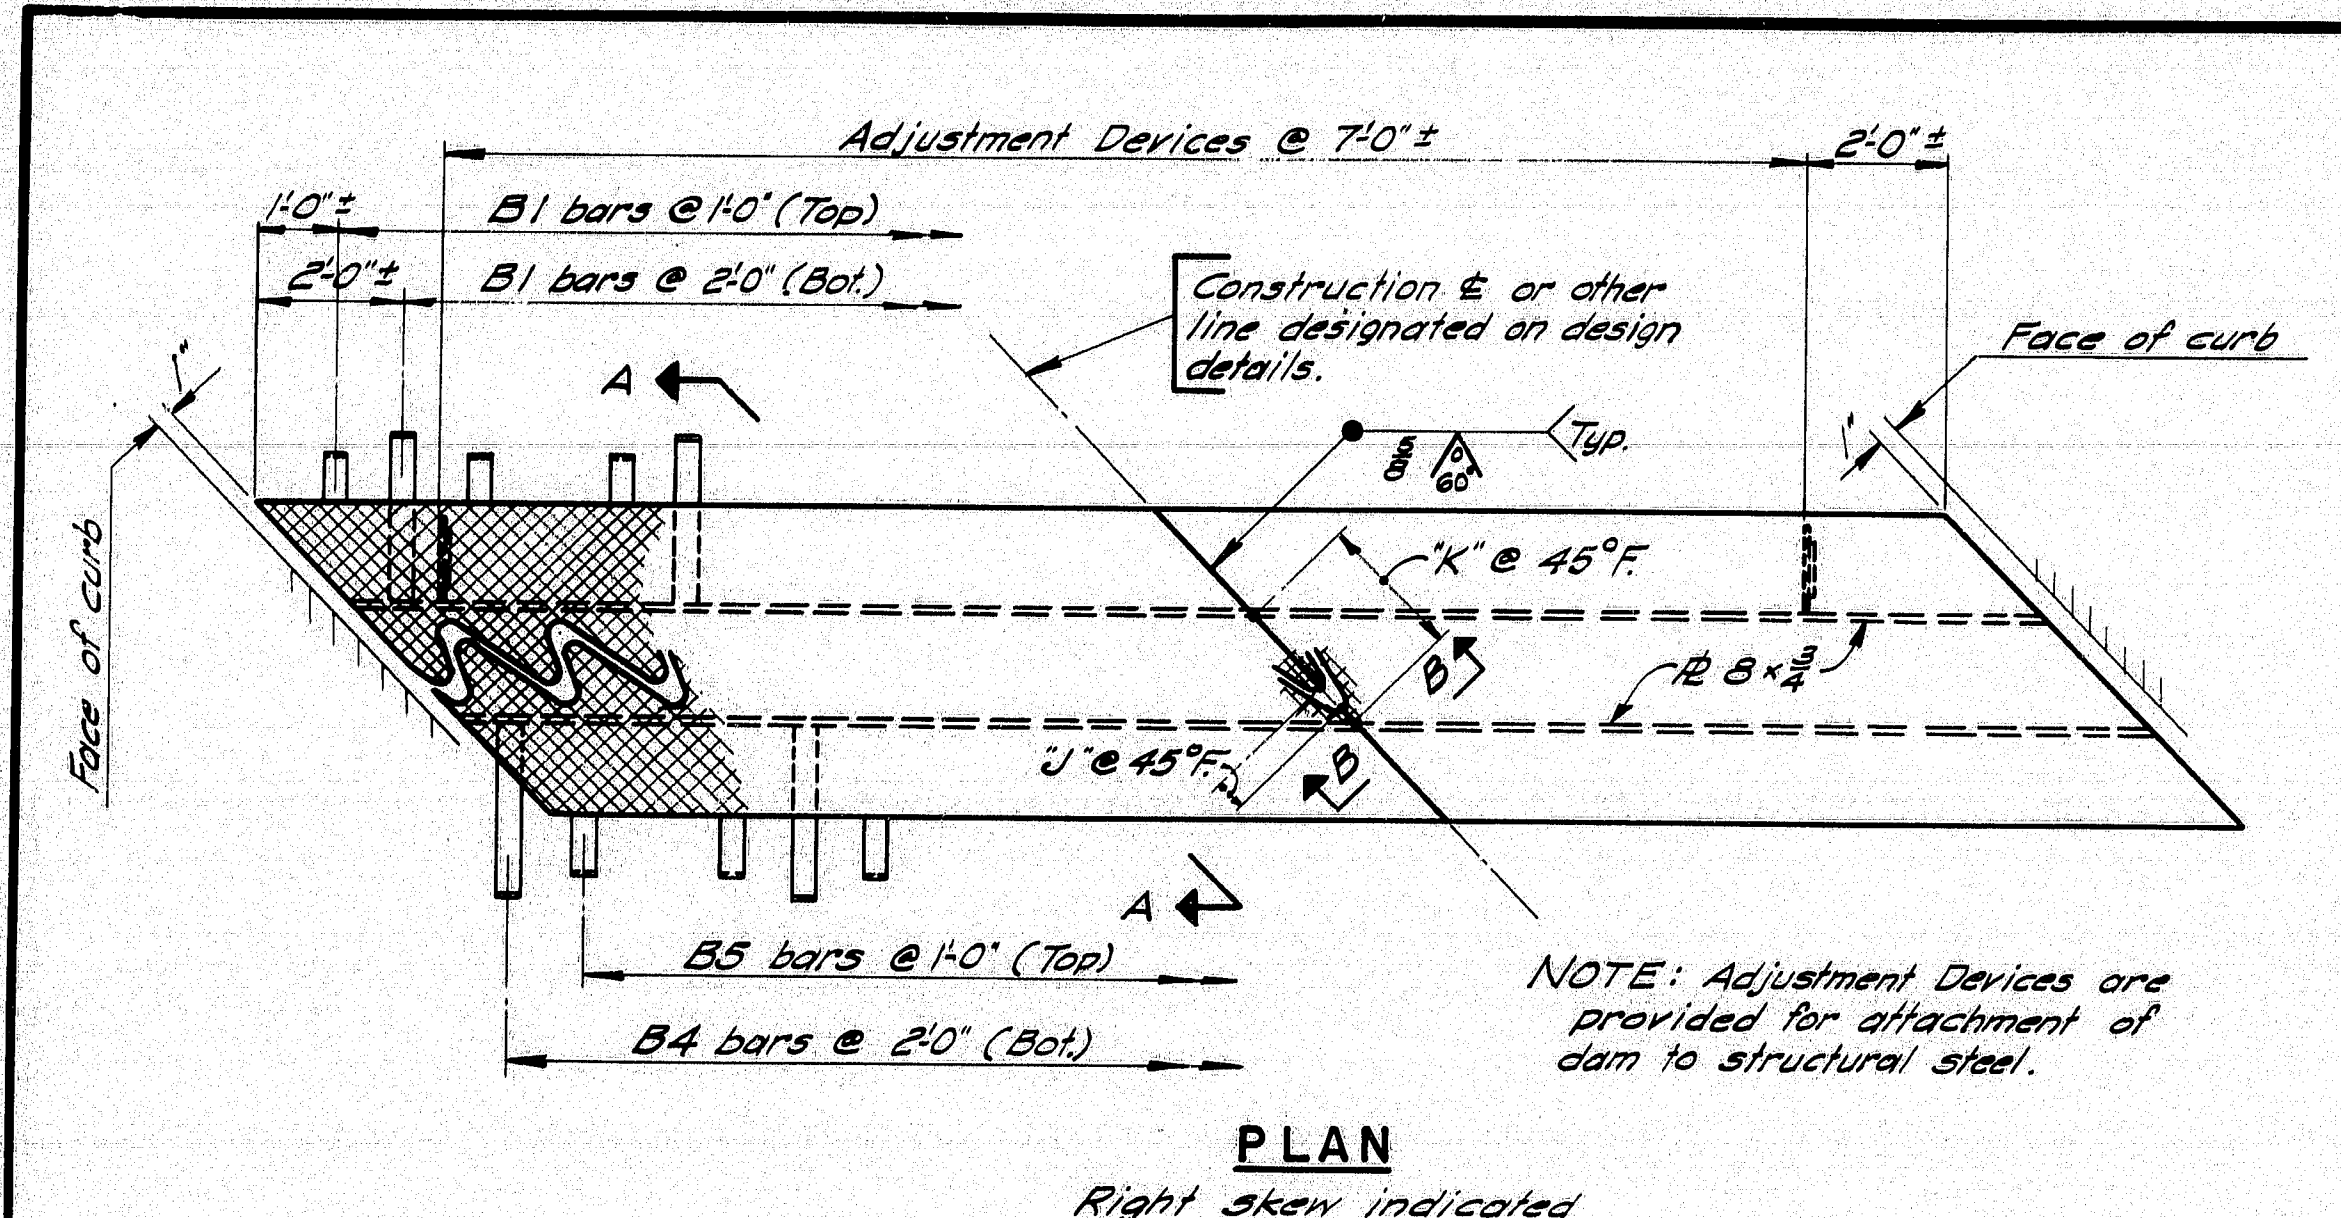 Adjustment Devices @ 7'-0" ±
2'-0" ±
1'-0" ±
B1 bars @ 1'-0" (Top)
2'-0" ±
B1 bars @ 2'-0" (Bot.)
Construction ℄ or other
line designated on design
details.
Face of curb
1"
A
Typ.
1"
0
60°
Face of curb
"K" @ 45°F.
B
℄ 8 x 3/4
"J" @ 45°F.
B
A
B5 bars @ 1'-0" (Top)
B4 bars @ 2'-0" (Bot.)
NOTE: Adjustment Devices are
provided for attachment of
dam to structural steel.
PLAN
Right skew indicated